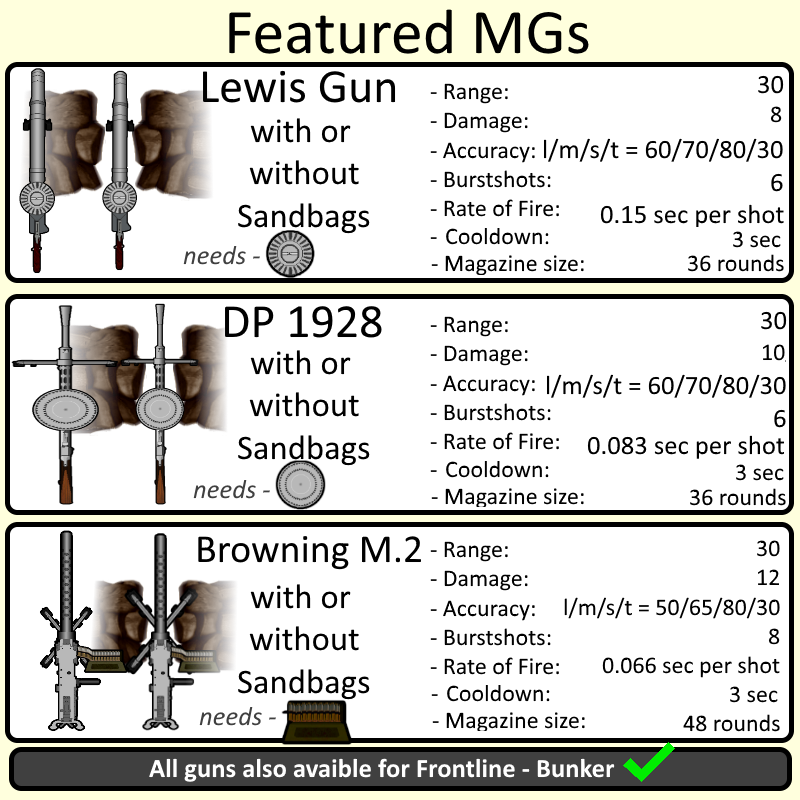 Featured MGs
Lewis Gun
with or
without
Sandbags
needs -
- Range: 30
- Damage: 8
- Accuracy: l/m/s/t = 60/70/80/30
- Burstshots: 6
- Rate of Fire: 0.15 sec per shot
- Cooldown: 3 sec
- Magazine size: 36 rounds
DP 1928
with or
without
Sandbags
needs -
- Range: 30
- Damage: 10
- Accuracy: l/m/s/t = 60/70/80/30
- Burstshots: 6
- Rate of Fire: 0.083 sec per shot
- Cooldown: 3 sec
- Magazine size: 36 rounds
Browning M.2
with or
without
Sandbags
needs -
- Range: 30
- Damage: 12
- Accuracy: l/m/s/t = 50/65/80/30
- Burstshots: 8
- Rate of Fire: 0.066 sec per shot
- Cooldown: 3 sec
- Magazine size: 48 rounds
All guns also avaible for Frontline - Bunker